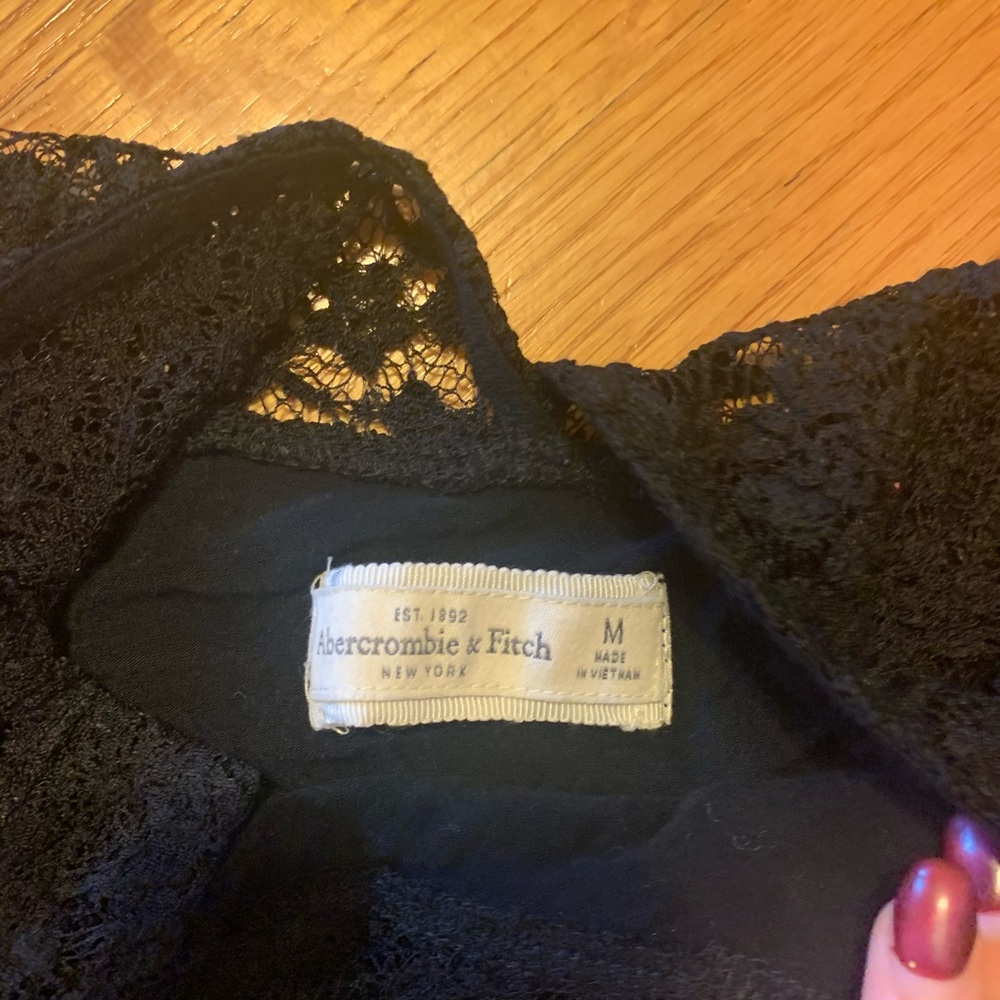 EST. 1892
Abercrombie & Fitch
NEW YORK
M
MADE
IN VIETNAM